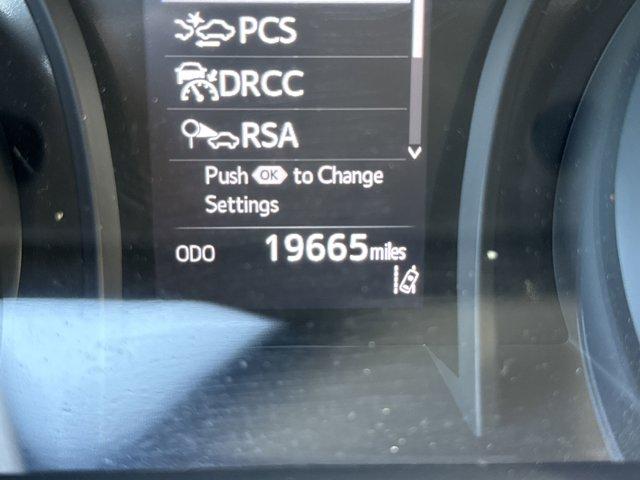 PCS
DRCC
RSA
Push OK to Change
Settings
ODO 19665 miles